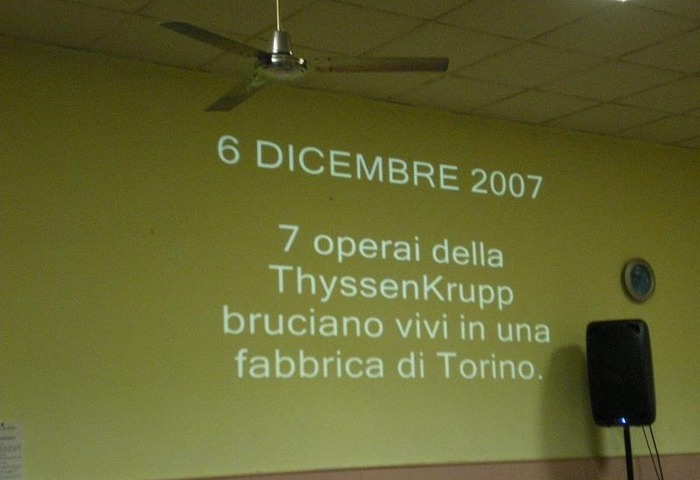 6 DICEMBRE 2007
7 operai della
ThyssenKrupp
bruciano vivi in una
fabbrica di Torino.